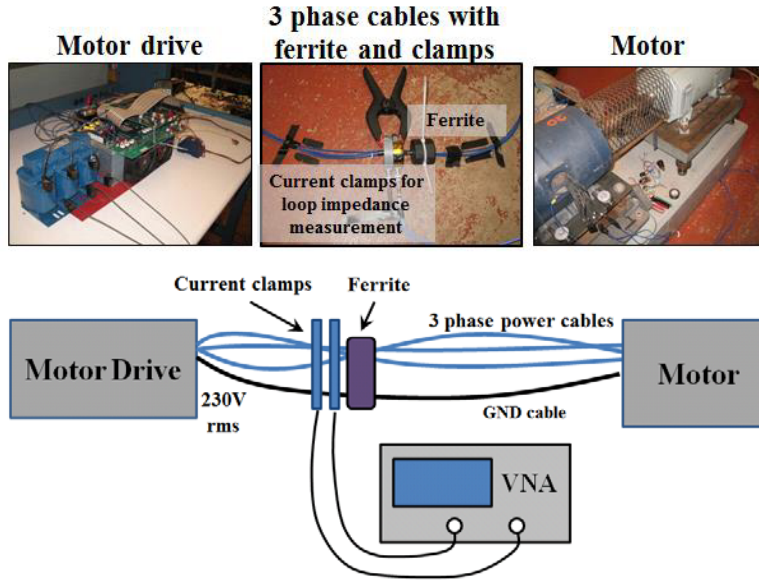 Motor drive
3 phase cables with
ferrite and clamps
Motor
Ferrite
Current clamps for
loop impedance
measurement
Current clamps
Ferrite
3 phase power cables
Motor Drive
Motor
230V
rms
GND cable
VNA